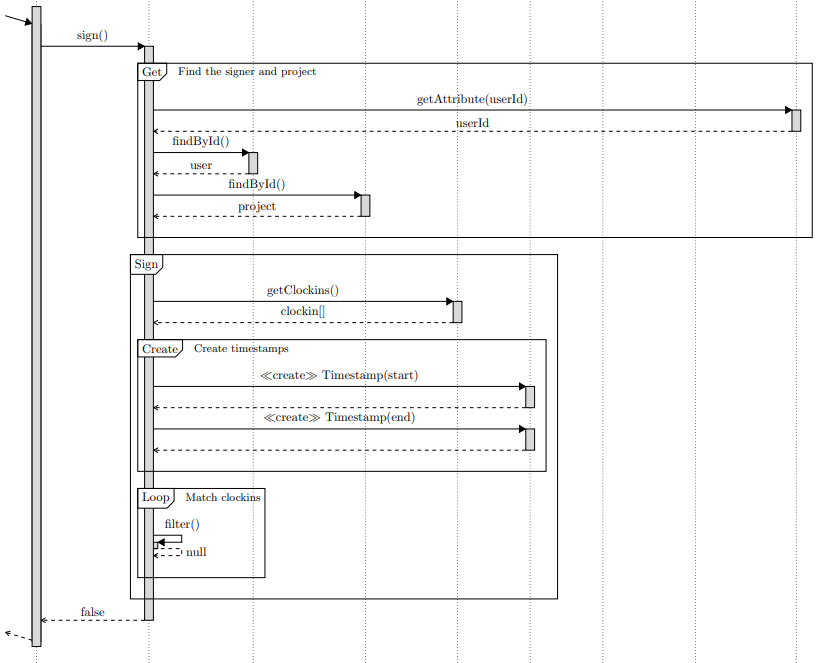 sign()
Get Find the signer and project
getAttribute(userId)
userId
findById()
user
findById()
project
Sign
getClockins()
clockin[]
Create Create timestamps
≪create≫ Timestamp(start)
≪create≫ Timestamp(end)
Loop Match clockins
filter()
null
false